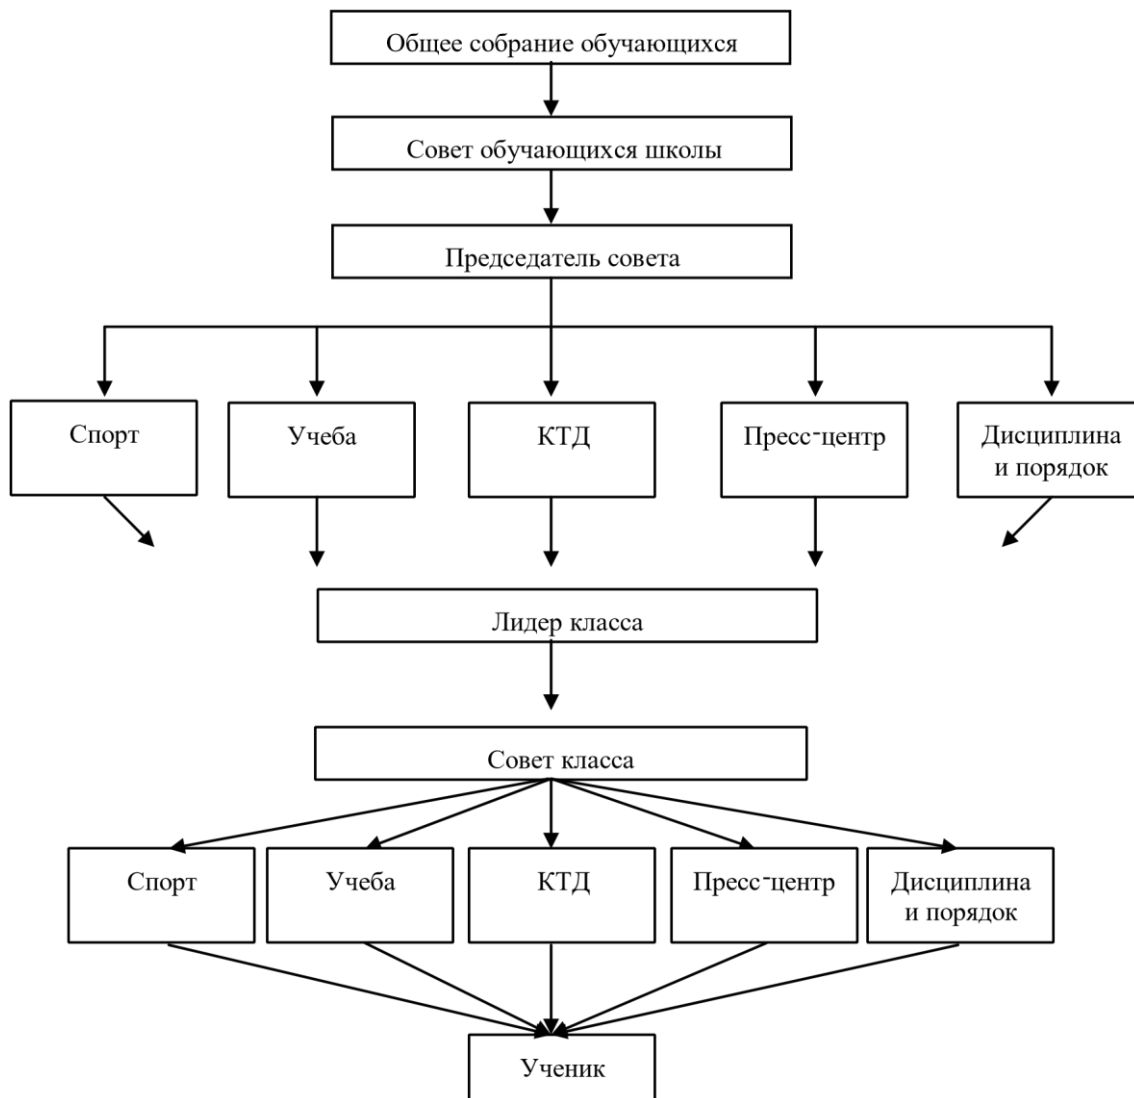 Общее собрание обучающихся
Совет обучающихся школы
Председатель совета
Спорт
Учеба
КТД
Пресс-центр
Дисциплина
и порядок
Лидер класса
Совет класса
Спорт
Учеба
КТД
Пресс-центр
Дисциплина
и порядок
Ученик